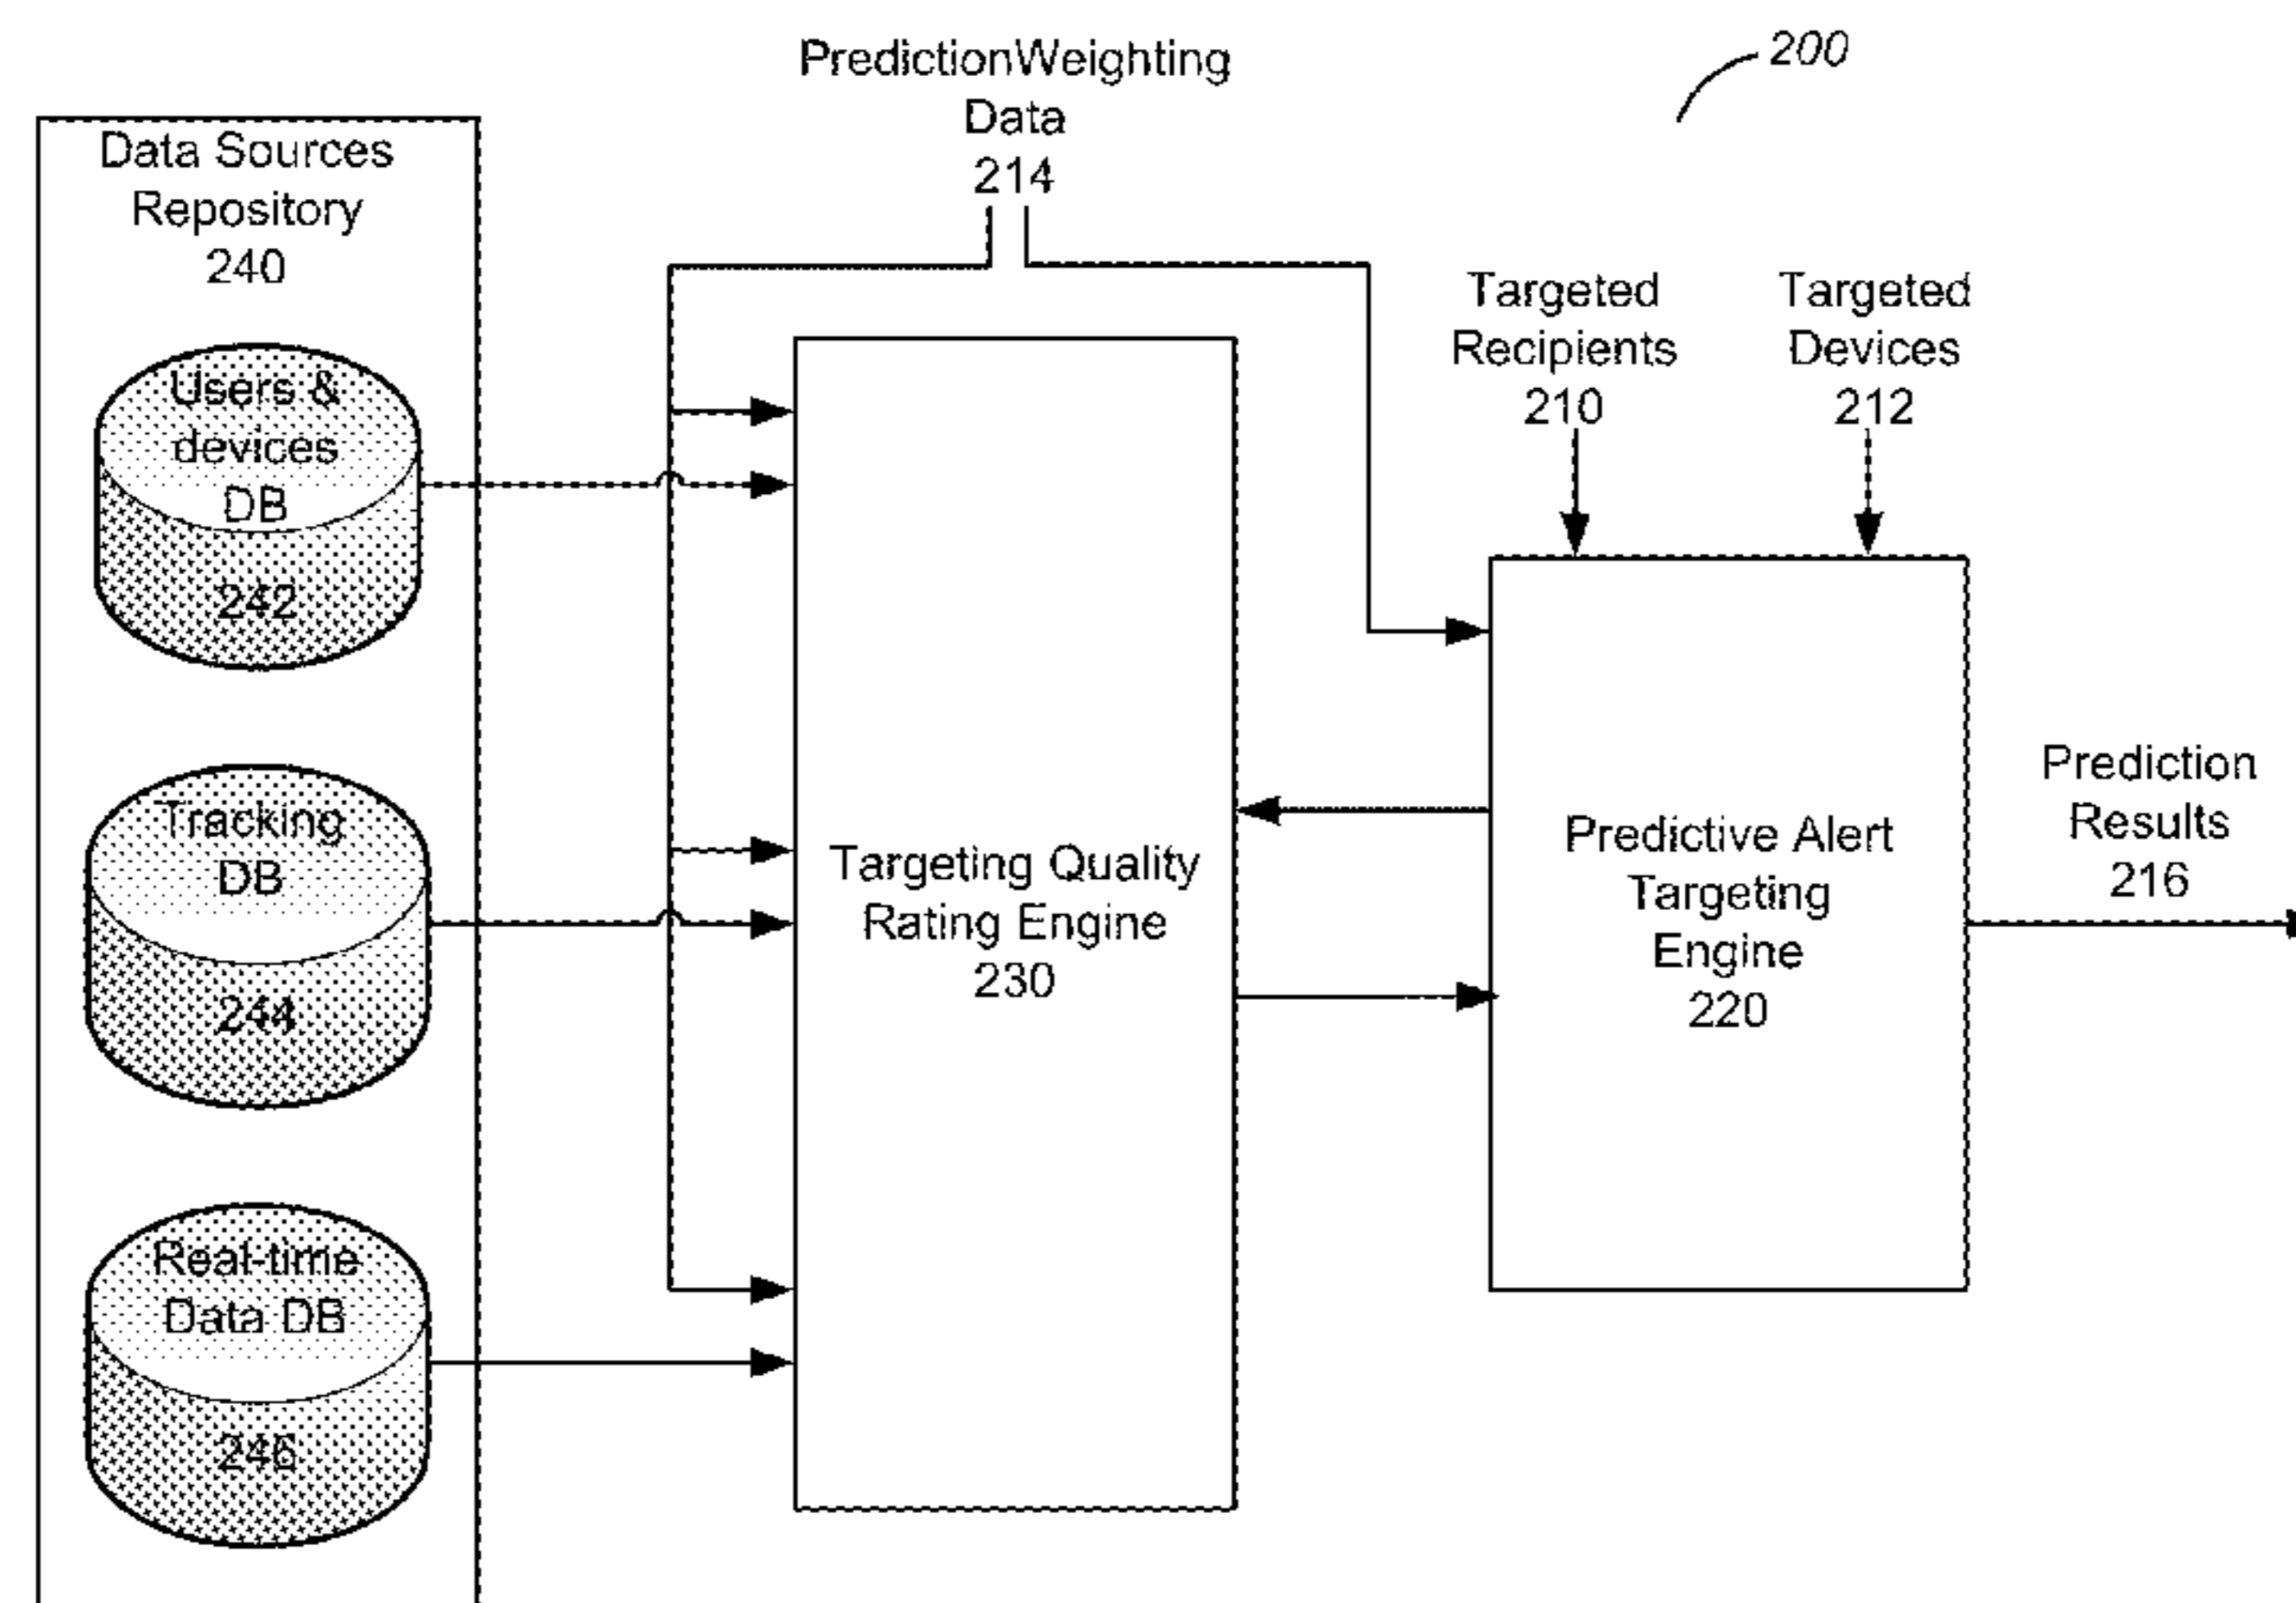 200
PredictionWeighting
Data
214
Data Sources
Repository
240
Users &
devices
DB
242
Tracking
DB
244
Real-time
Data DB
246
Targeting Quality
Rating Engine
230
Targeted
Recipients
210
Targeted
Devices
212
Predictive Alert
Targeting
Engine
220
Prediction
Results
216